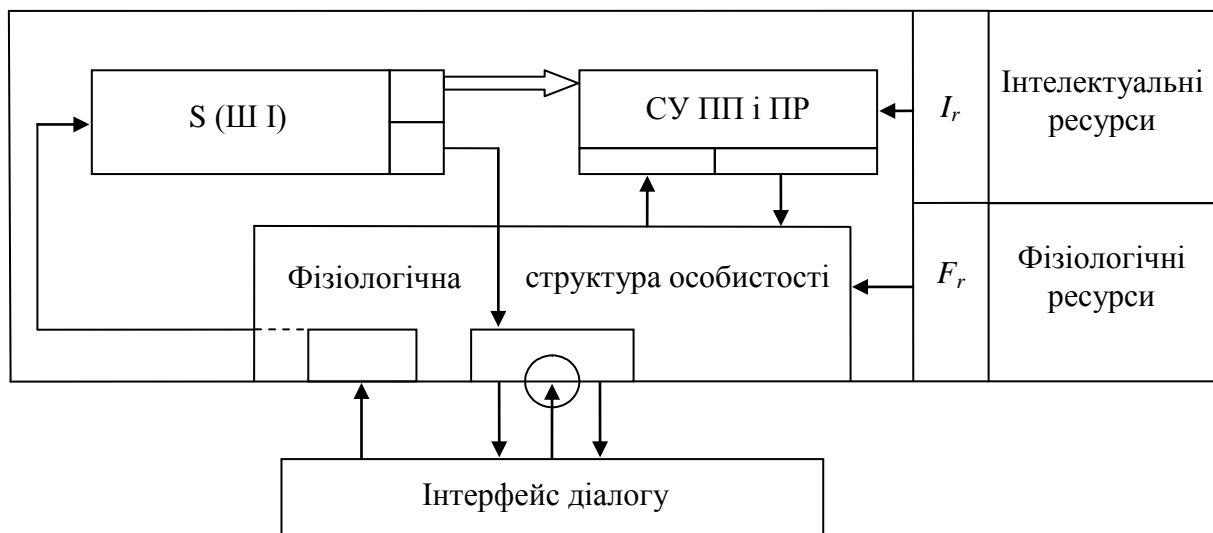 S (Ш І)
СУ ПП і ПР
I_r
Інтелектуальні
ресурси
Фізіологічна структура особистості
F_r
Фізіологічні
ресурси
Інтерфейс діалогу